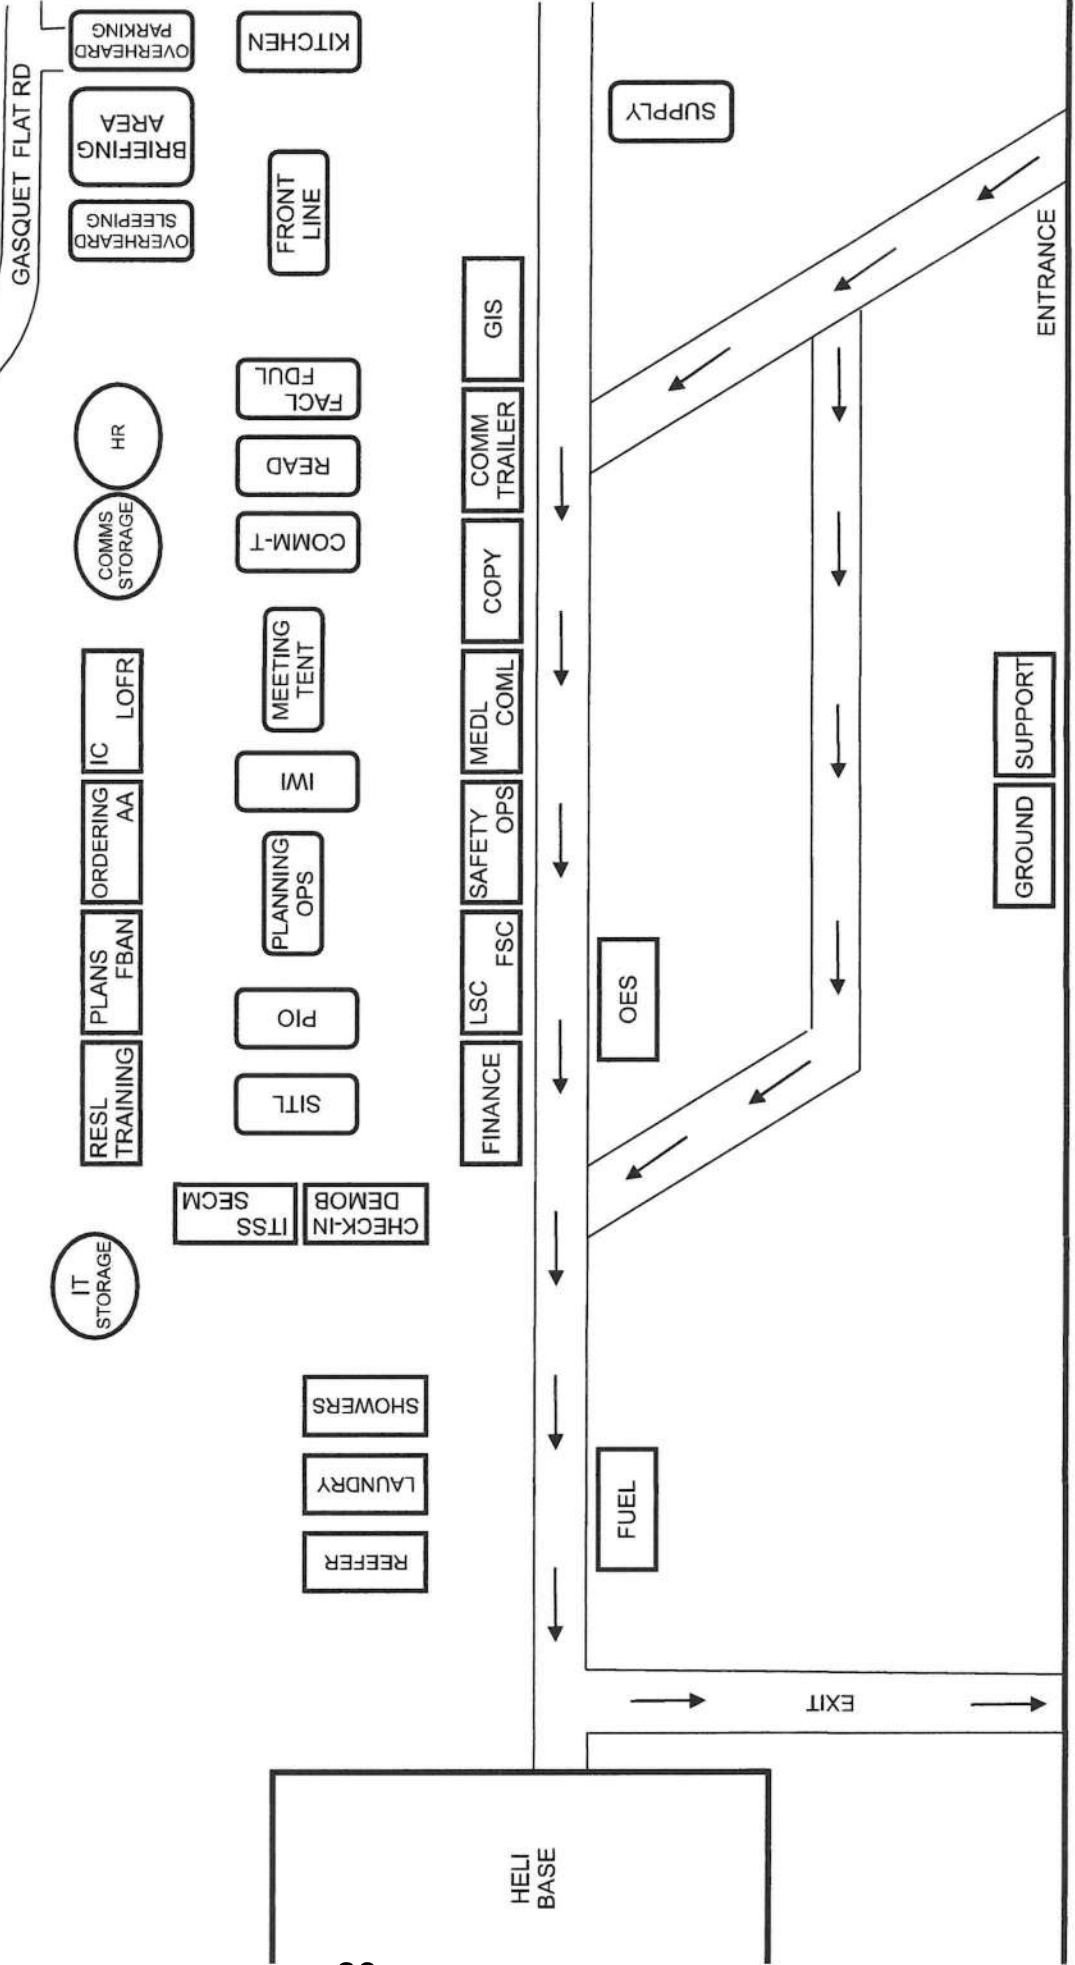 GASQUET FLAT RD
OVERHEARD
PARKING
KITCHEN
BRIEFING
AREA
OVERHEARD
SLEEPING
FRONT
LINE
SUPPLY
ENTRANCE
GIS
HR
FACL
FDUL
COMM
TRAILER
READ
COMMS
STORAGE
COMM-T
COPY
IC
LOFR
MEETING
TENT
MEDL
COML
SUPPORT
ORDERING
AA
IWI
SAFETY
OPS
GROUND
PLANS
FBAN
PLANNING
OPS
LSC
FSC
OES
PIO
RESL
TRAINING
SITL
FINANCE
ITSS
SECM
CHECK-IN
DEMOB
IT
STORAGE
SHOWERS
LAUNDRY
REEFER
FUEL
EXIT
HELI
BASE